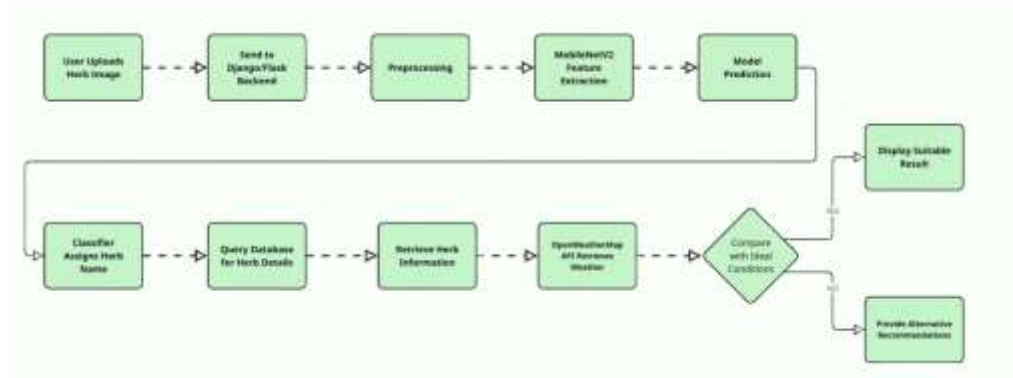 User Uploads
Herb Image
Send to
Django/Flask
Backend
Preprocessing
MobileNetV2
Feature
Extraction
Model
Prediction
Display Suitable
Result
Classifier
Assigns Herb
Name
Query Database
for Herb Details
Retrieve Herb
Information
OpenWeatherMap
API Retrieves
Weather
Compare
with Ideal
Conditions
Provide Alternative
Recommendations